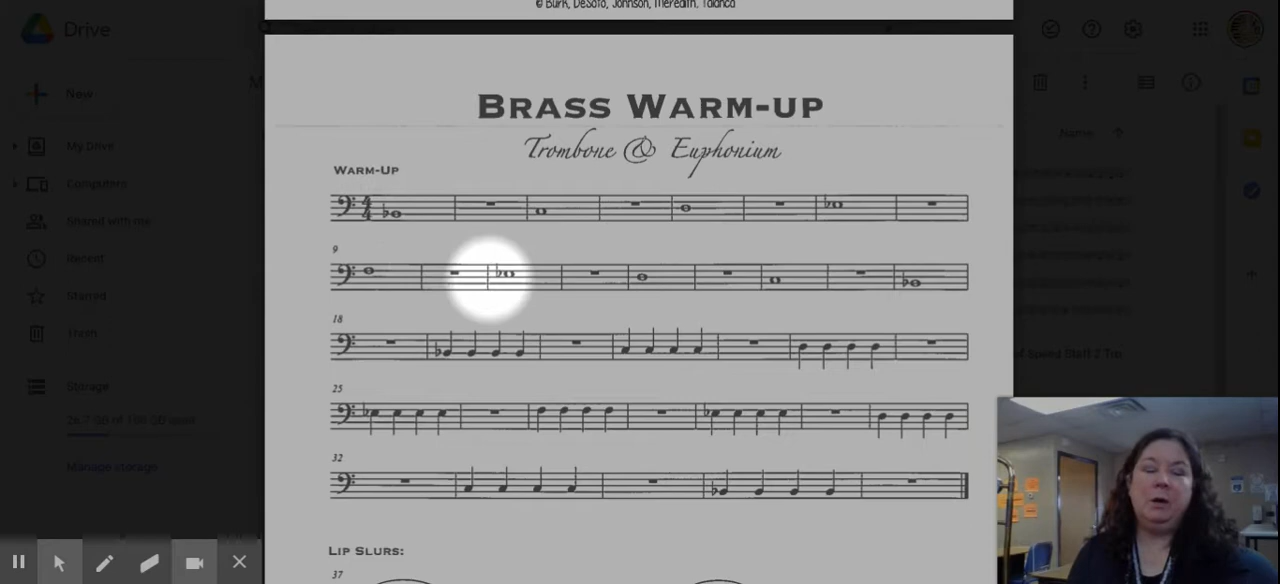 © Burk, DeSoto, Johnson, Meredith, Talanca
Drive
New
My Drive
Computers
Shared with me
Recent
Starred
Trash
Storage
Manage storage
Name
BRASS WARM-UP
Trombone & Euphonium
WARM-UP
9
18
25
32
LIP SLURS:
37